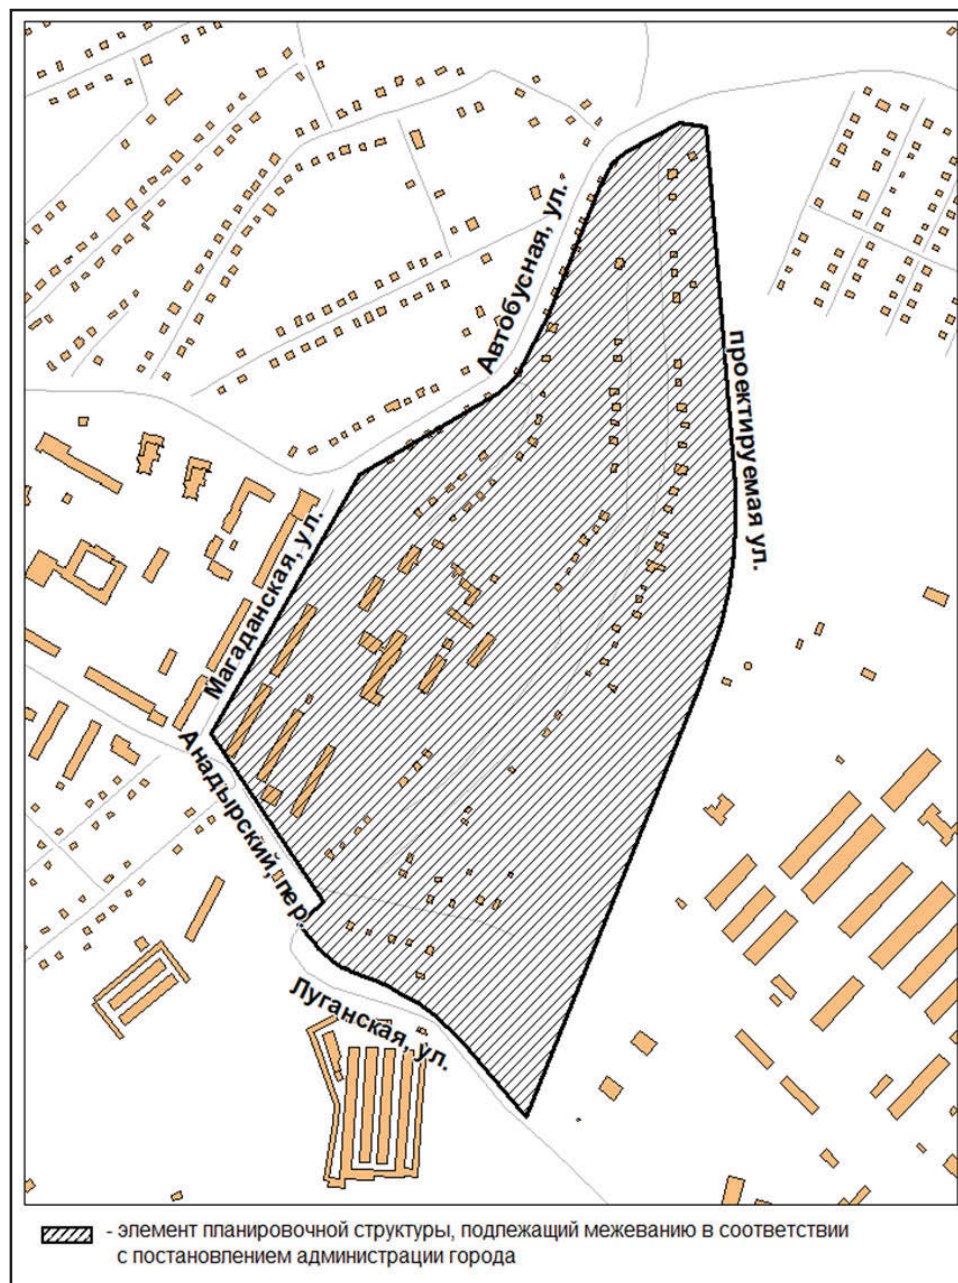 Автобусная, ул.
проектируемая ул.
Магаданская, ул.
Анадырский, пер.
Луганская, ул.
- элемент планировочной структуры, подлежащий межеванию в соответствии
с постановлением администрации города